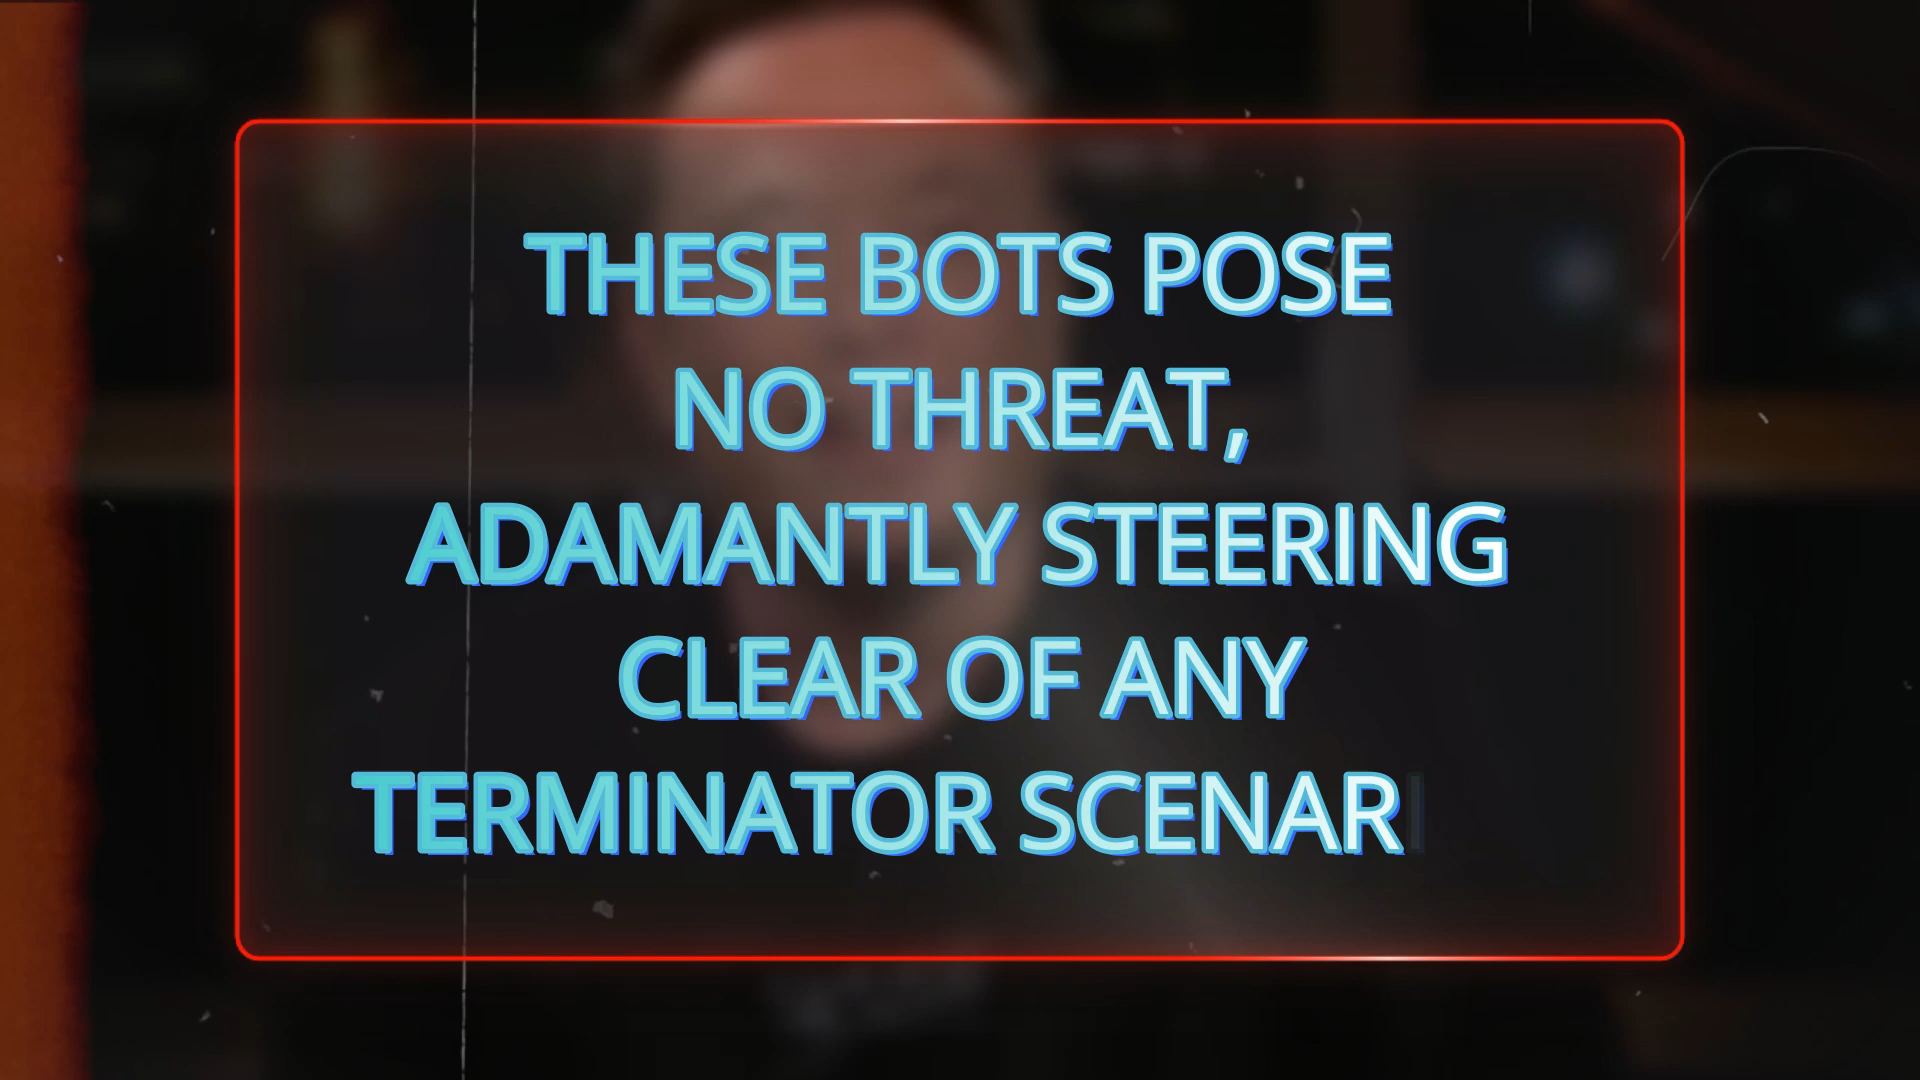 THESE BOTS POSE
NO THREAT,
ADAMANTLY STEERING
CLEAR OF ANY
TERMINATOR SCENAR